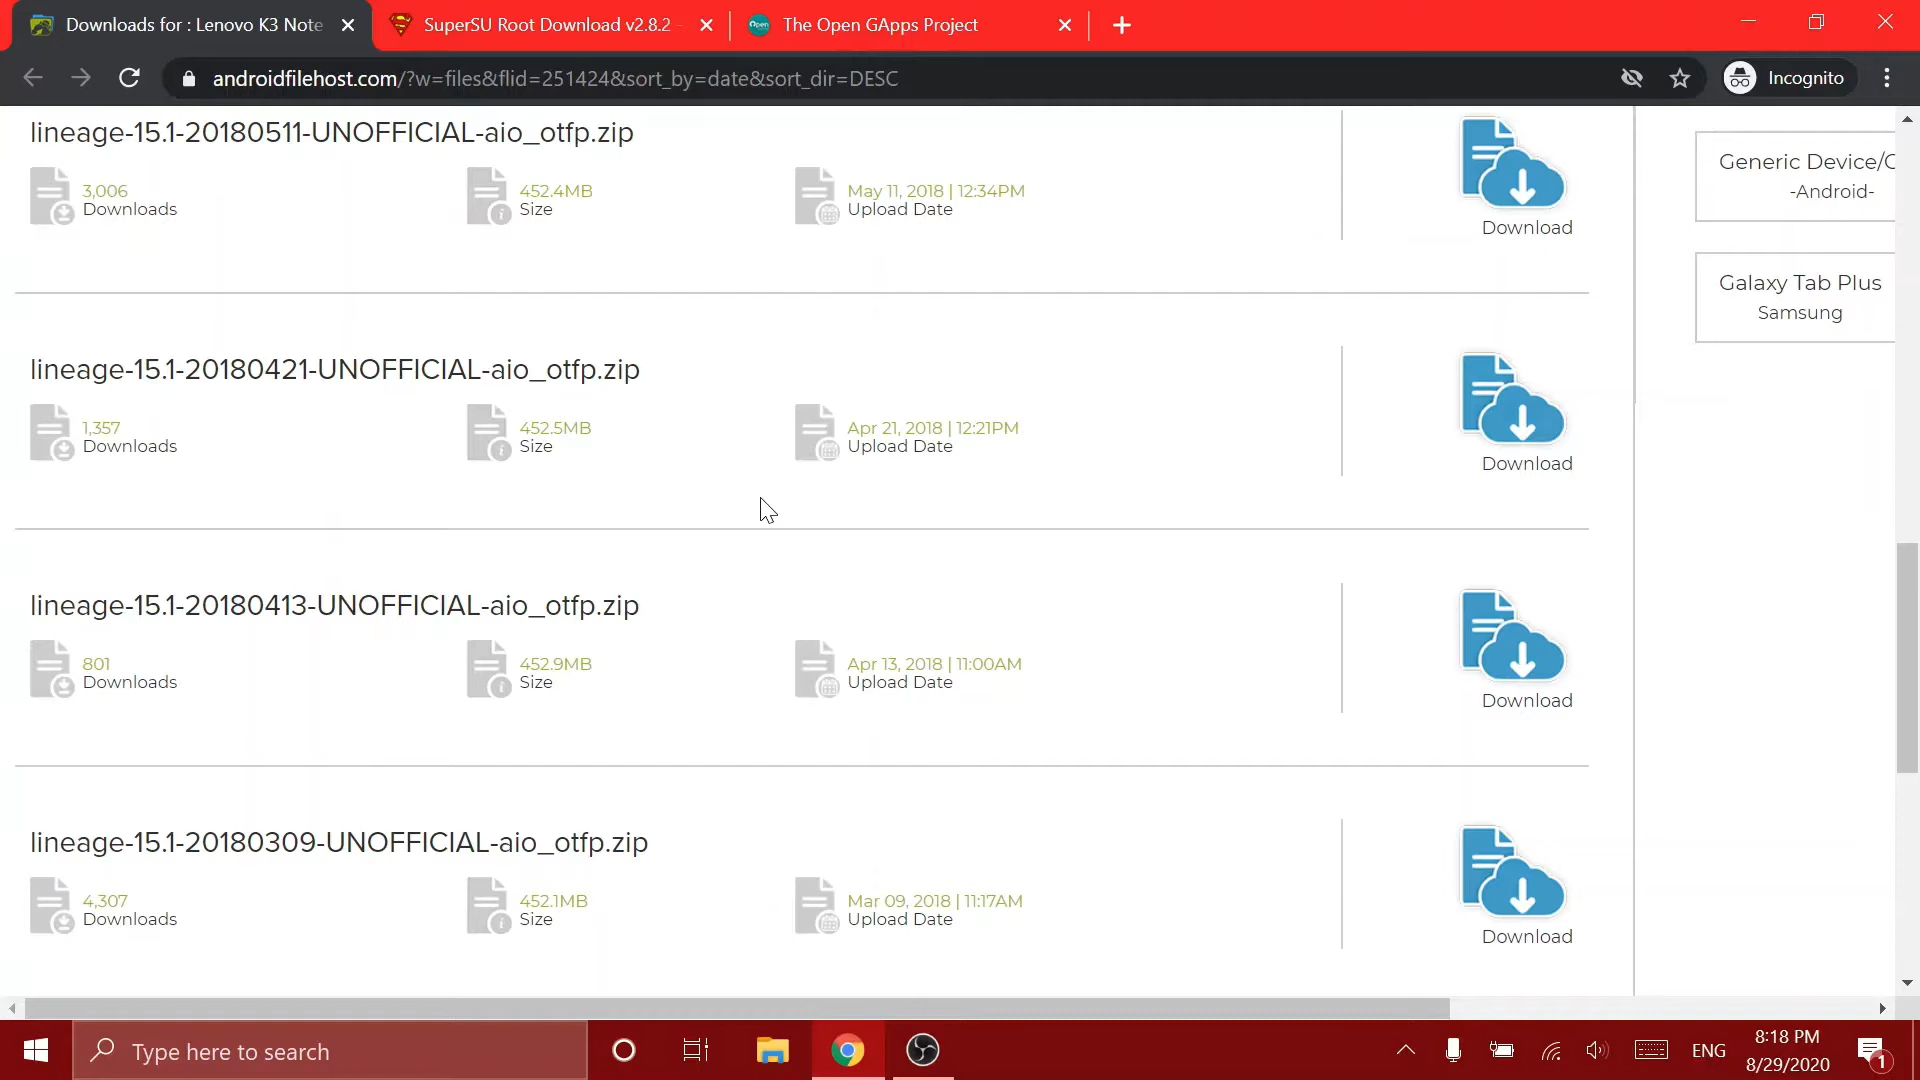 Downloads for : Lenovo K3 Note
SuperSU Root Download v2.8.2
The Open GApps Project
androidfilehost.com/?w=files&flid=251424&sort_by=date&sort_dir=DESC
Incognito
lineage-15.1-20180511-UNOFFICIAL-aio_otfp.zip
3,006
Downloads
452.4MB
Size
May 11, 2018 | 12:34PM
Upload Date
Download
lineage-15.1-20180421-UNOFFICIAL-aio_otfp.zip
1,357
Downloads
452.5MB
Size
Apr 21, 2018 | 12:21PM
Upload Date
Download
lineage-15.1-20180413-UNOFFICIAL-aio_otfp.zip
801
Downloads
452.9MB
Size
Apr 13, 2018 | 11:00AM
Upload Date
Download
lineage-15.1-20180309-UNOFFICIAL-aio_otfp.zip
4,307
Downloads
452.1MB
Size
Mar 09, 2018 | 11:17AM
Upload Date
Download
Generic Device/
-Android-
Galaxy Tab Plus
Samsung
Type here to search
ENG
8:18 PM
8/29/2020
1